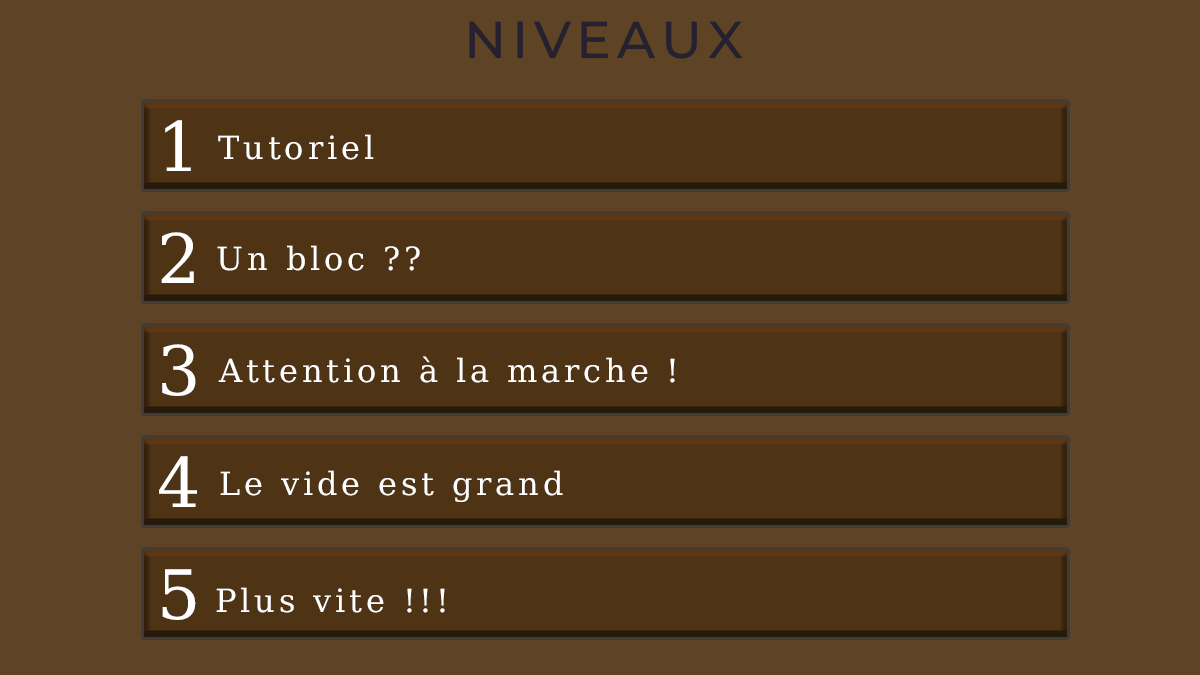 NIVEAUX
1 Tutoriel
2 Un bloc ??
3 Attention à la marche !
4 Le vide est grand
5 Plus vite !!!